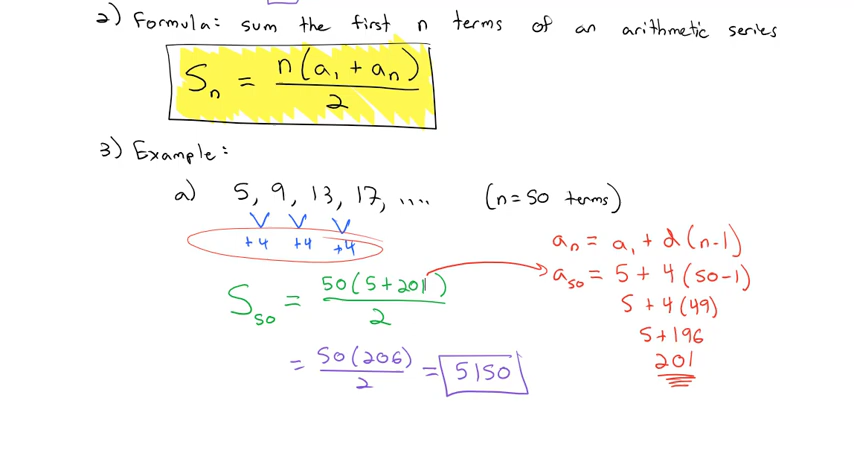 2) Formula: sum the first n terms of an arithmetic series
Sn = n(a1 + an) / 2
3) Example:
a) 5, 9, 13, 17, .... (n=50 terms)
+4 +4 +4
an = a1 + d(n-1)
a50 = 5 + 4(50-1)
5 + 4(49)
5+196
201
S50 = 50(5+201) / 2
= 50(206) / 2 = 5150